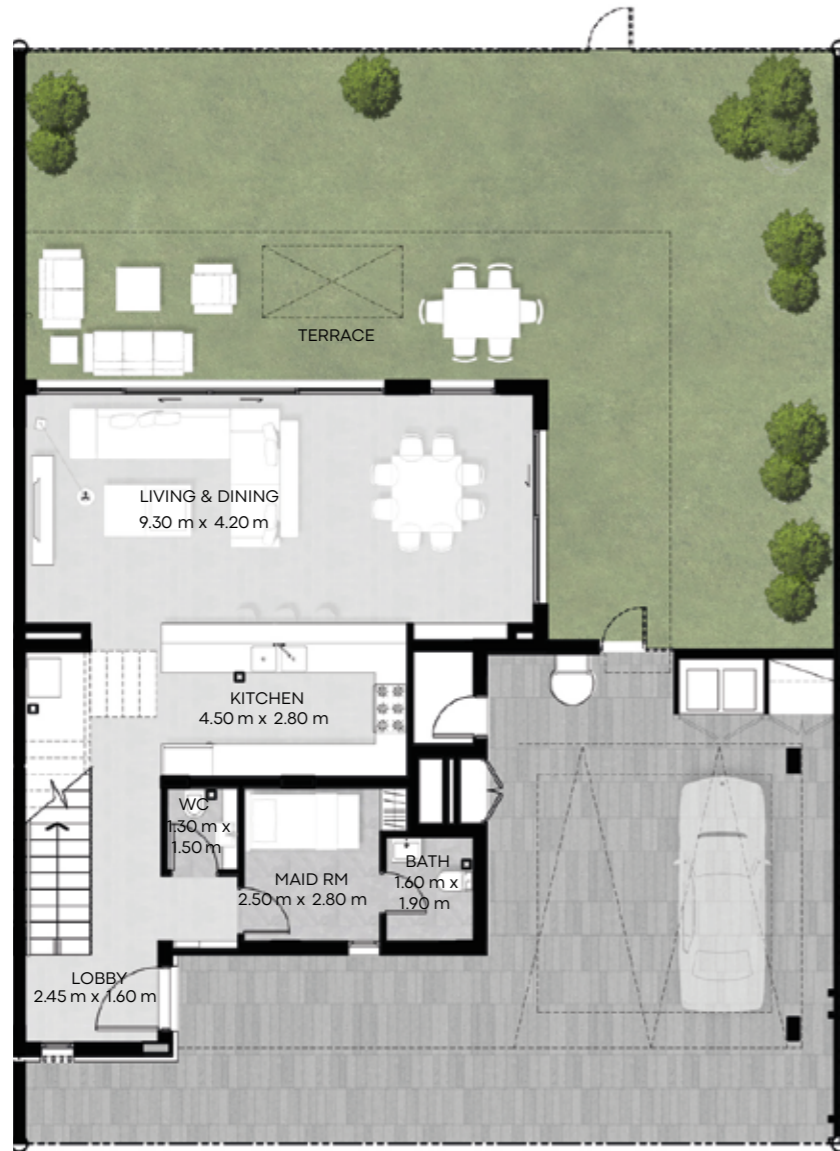 TERRACE
LIVING & DINING
9.30 m x 4.20 m
KITCHEN
4.50 m x 2.80 m
WC
1.30 m x
1.50 m
MAID RM
2.50 m x 2.80 m
BATH
1.60 m x
1.90 m
LOBBY
2.45 m x 1.60 m